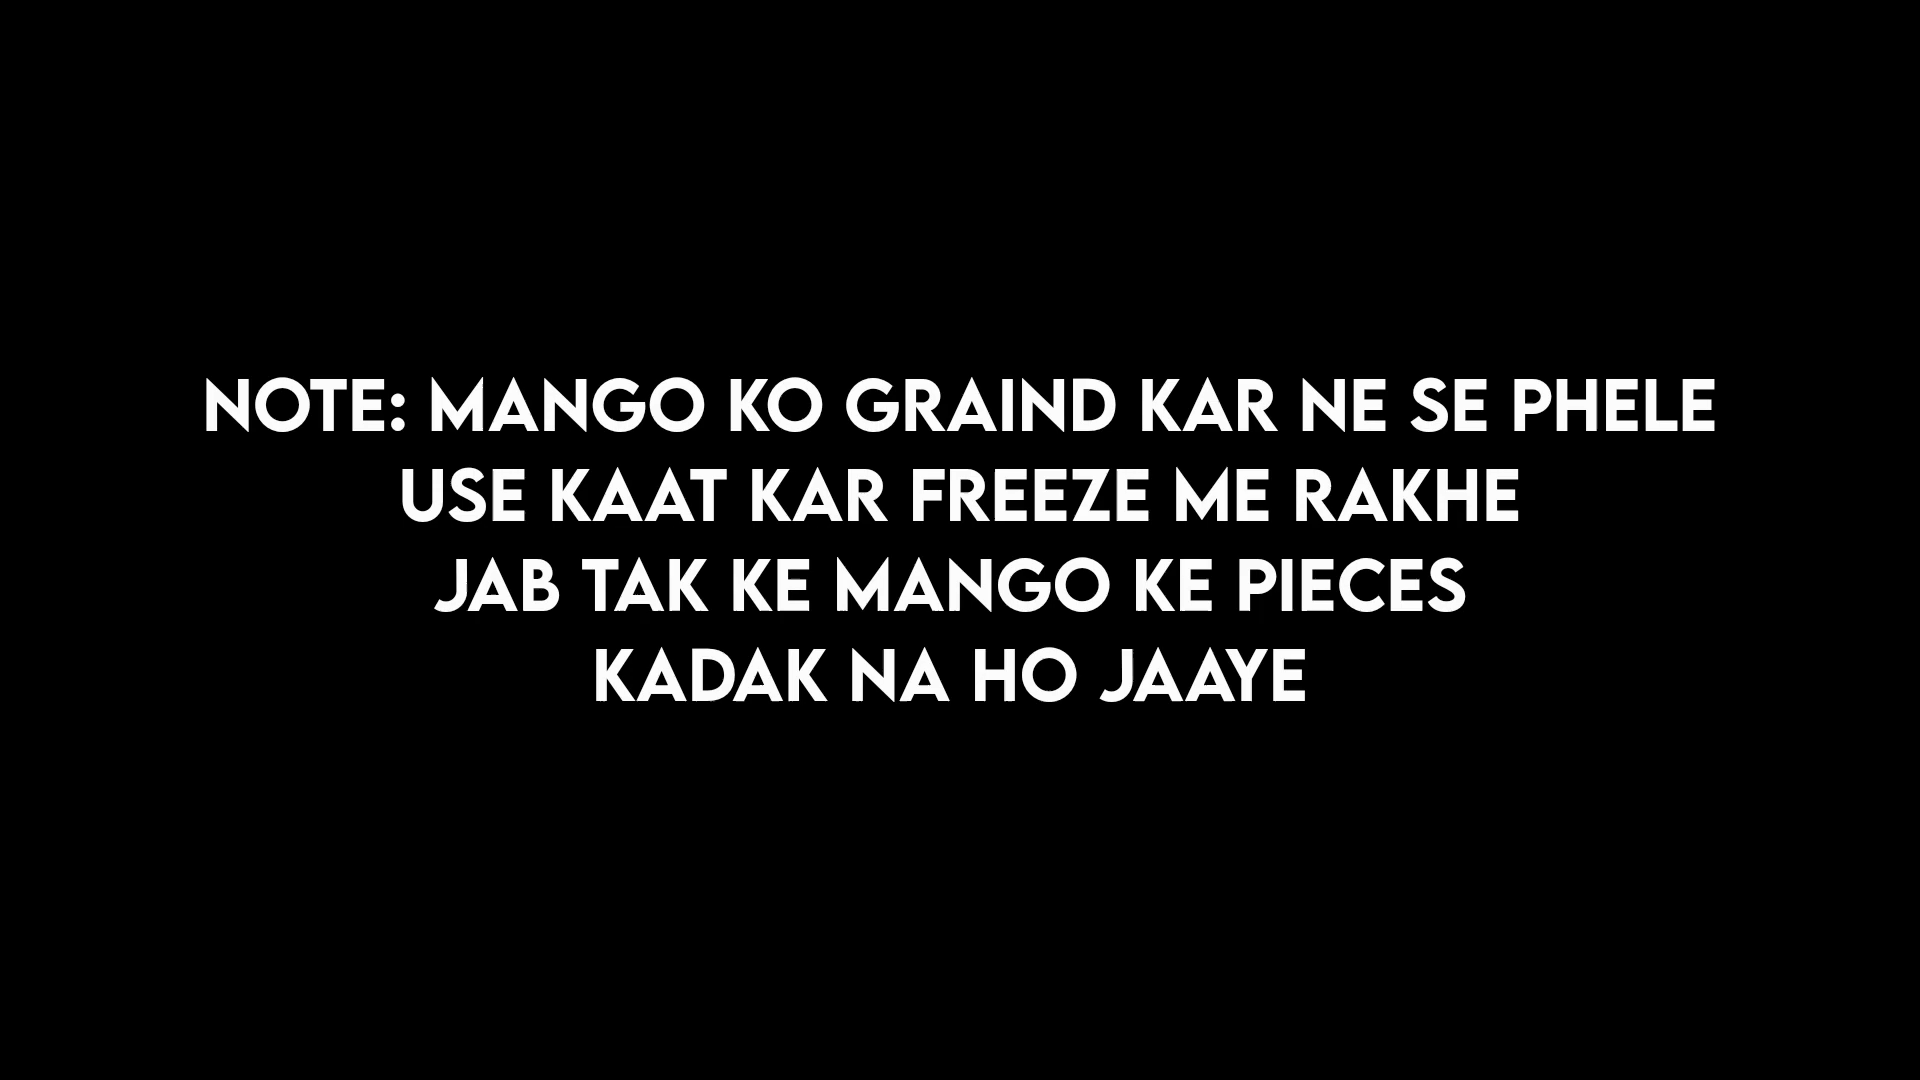 NOTE: MANGO KO GRAIND KAR NE SE PHELE
USE KAAT KAR FREEZE ME RAKHE
JAB TAK KE MANGO KE PIECES
KADAK NA HO JAAYE